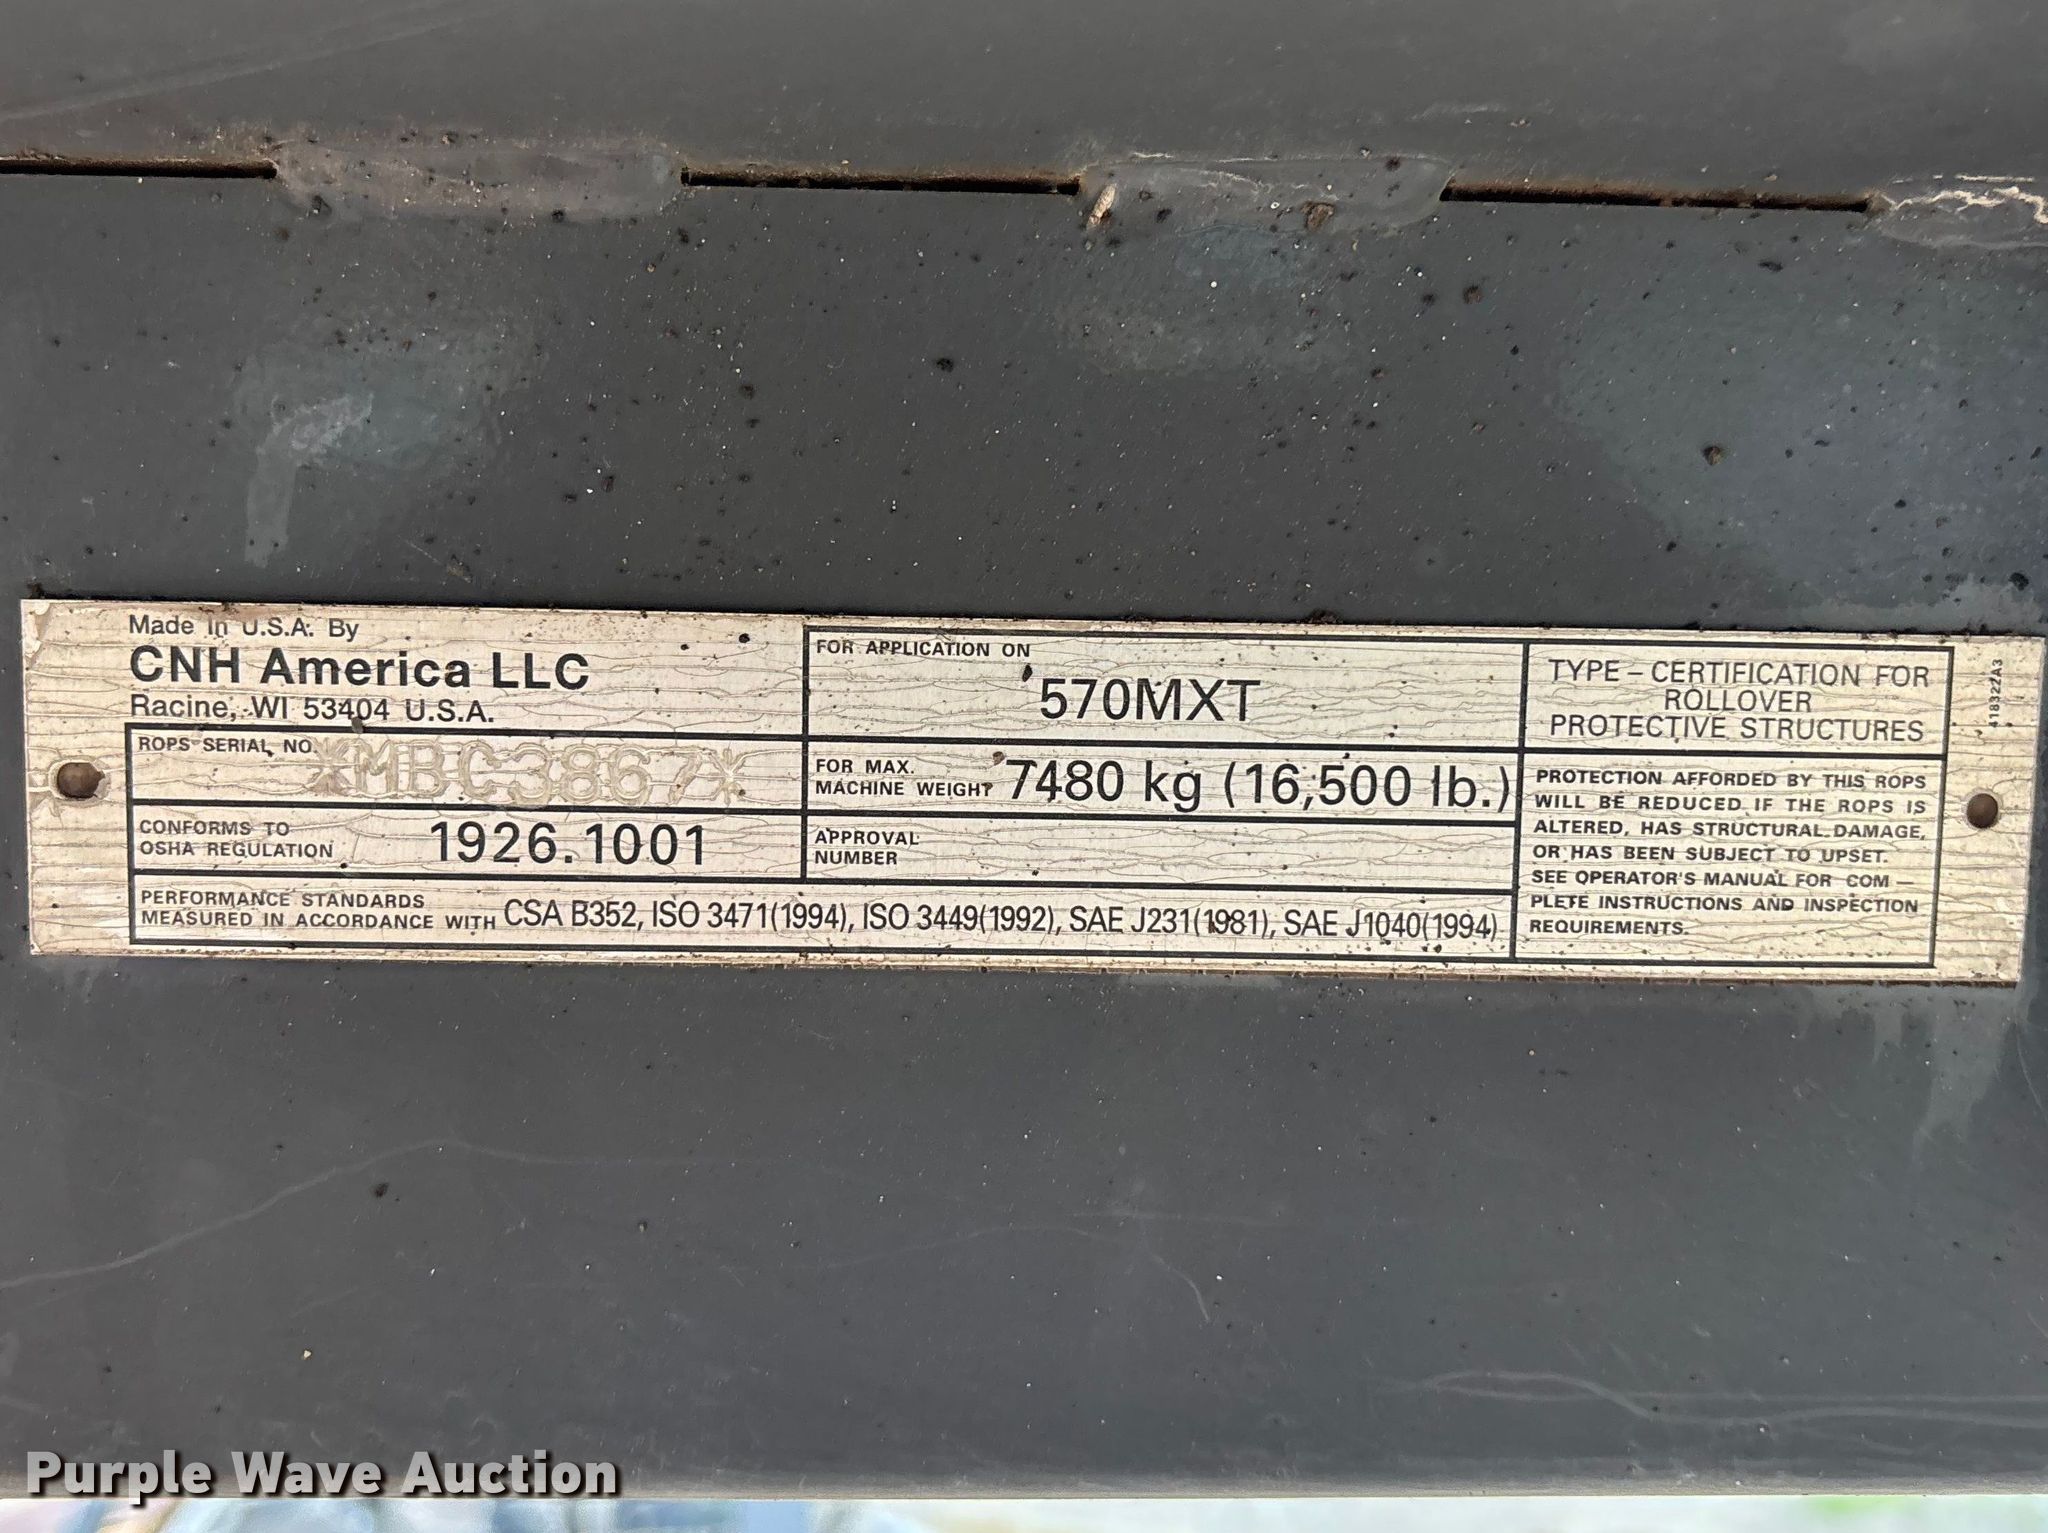 Made in U.S.A. By
CNH America LLC
Racine, WI 53404 U.S.A.
ROPS SERIAL NO. *MBC3867*
CONFORMS TO
OSHA REGULATION 1926.1001
PERFORMANCE STANDARDS
MEASURED IN ACCORDANCE WITH CSA B352, ISO 3471(1994), ISO 3449(1992), SAE J231(1981), SAE J1040(1994)
FOR APPLICATION ON
570MXT
FOR MAX.
MACHINE WEIGHT 7480 kg (16,500 lb.)
APPROVAL
NUMBER
TYPE – CERTIFICATION FOR
ROLLOVER
PROTECTIVE STRUCTURES
PROTECTION AFFORDED BY THIS ROPS
WILL BE REDUCED IF THE ROPS IS
ALTERED, HAS STRUCTURAL DAMAGE,
OR HAS BEEN SUBJECT TO UPSET.
SEE OPERATOR'S MANUAL FOR COM –
PLETE INSTRUCTIONS AND INSPECTION
REQUIREMENTS.
418322A3
Purple Wave Auction